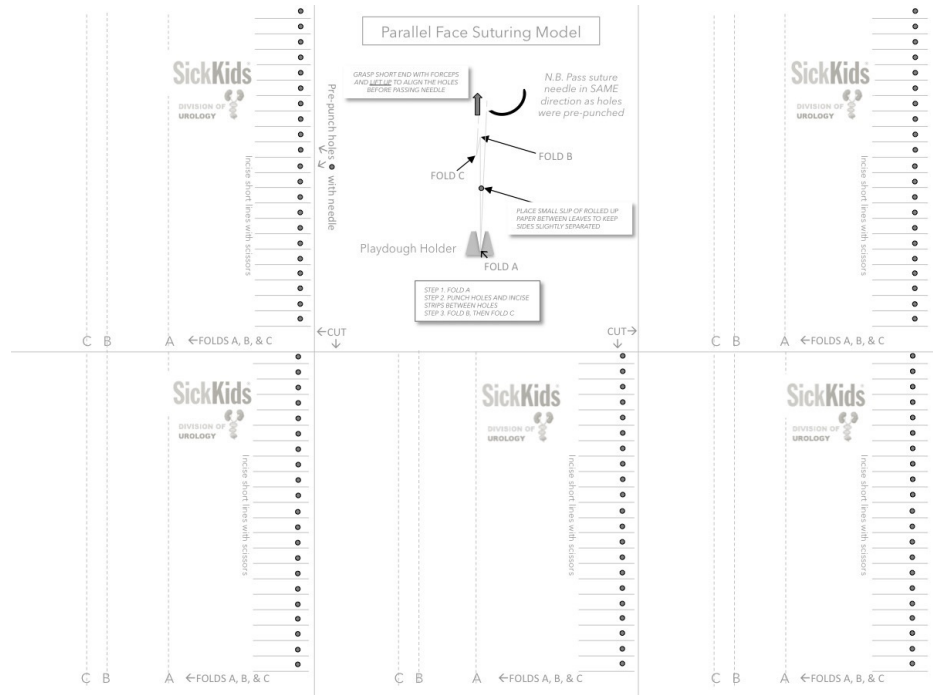 Parallel Face Suturing Model
SickKids
DIVISION OF
UROLOGY
Incise short lines with scissors
C B A ←FOLDS A, B, & C
Pre-punch holes
with needle
GRASP SHORT END WITH FORCEPS
AND LIFT UP TO ALIGN THE HOLES
BEFORE PASSING NEEDLE
N.B. Pass suture
needle in SAME
direction as holes
were pre-punched
FOLD B
FOLD C
PLACE SMALL SLIP OF ROLLED UP
PAPER BETWEEN LEAVES TO KEEP
SIDES SLIGHTLY SEPARATED
Playdough Holder
FOLD A
STEP 1. FOLD A
STEP 2. PUNCH HOLES AND INCISE
STRIPS BETWEEN HOLES
STEP 3. FOLD B, THEN FOLD C
←CUT
CUT→
SickKids
DIVISION OF
UROLOGY
Incise short lines with scissors
C B A ←FOLDS A, B, & C
SickKids
DIVISION OF
UROLOGY
Incise short lines with scissors
C B A ←FOLDS A, B, & C
SickKids
DIVISION OF
UROLOGY
Incise short lines with scissors
C B A ←FOLDS A, B, & C
SickKids
DIVISION OF
UROLOGY
Incise short lines with scissors
C B A ←FOLDS A, B, & C